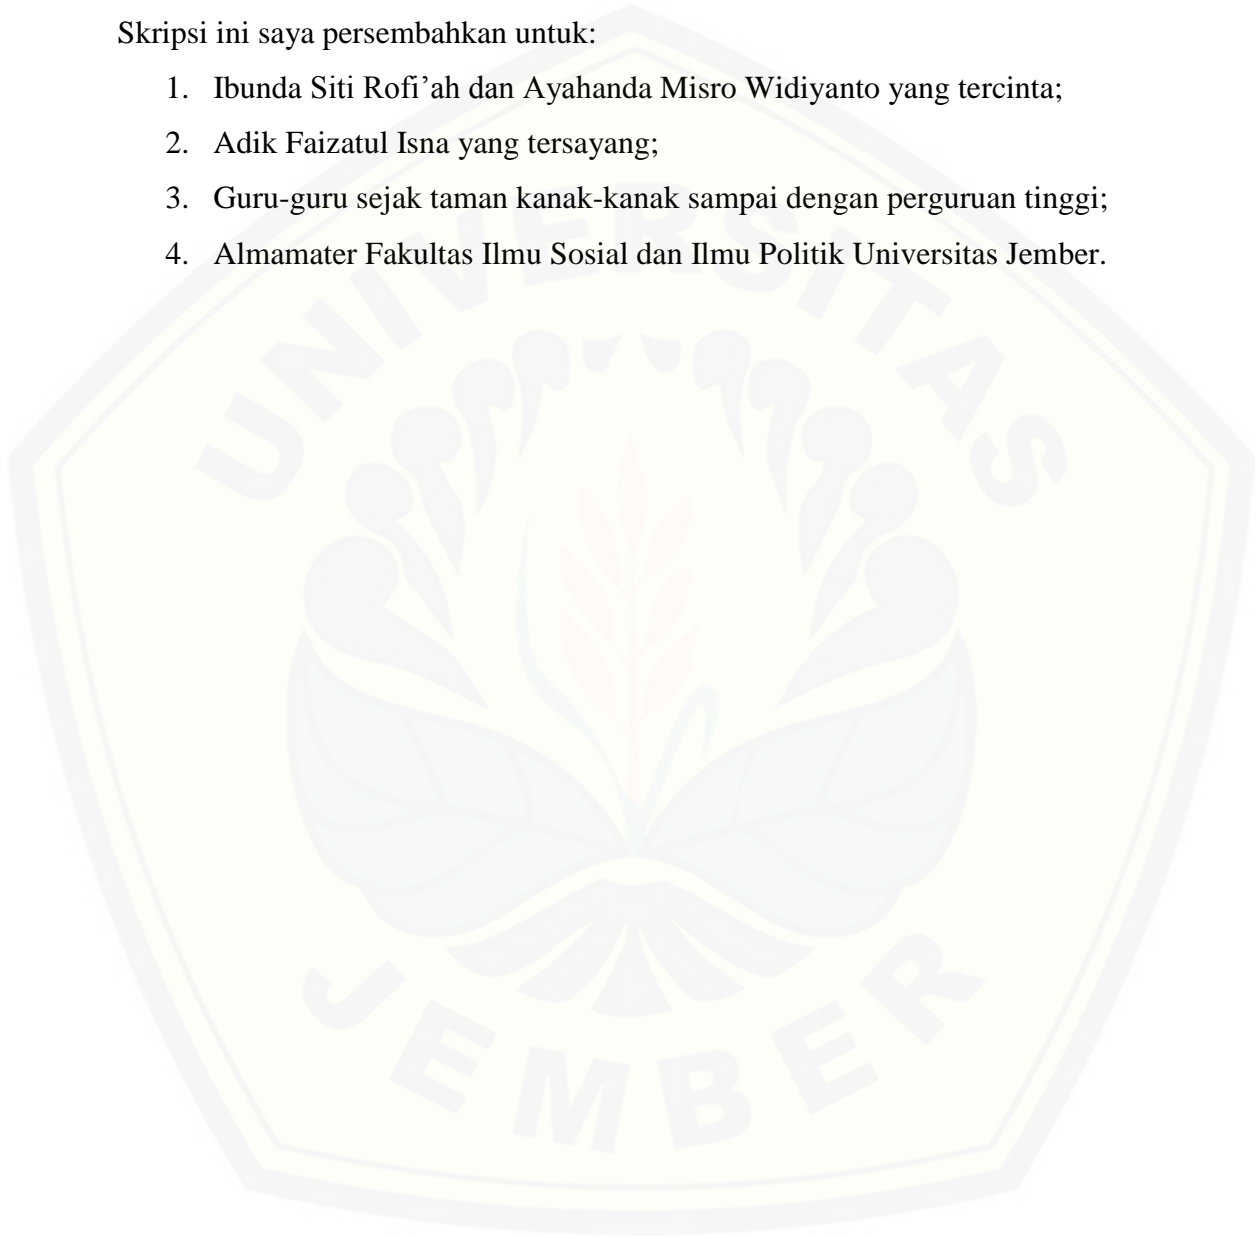 Skripsi ini saya persembahkan untuk:
1. Ibunda Siti Rofi’ah dan Ayahanda Misro Widiyanto yang tercinta;
2. Adik Faizatul Isna yang tersayang;
3. Guru-guru sejak taman kanak-kanak sampai dengan perguruan tinggi;
4. Almamater Fakultas Ilmu Sosial dan Ilmu Politik Universitas Jember.
UNIVERSITAS
JEMBER